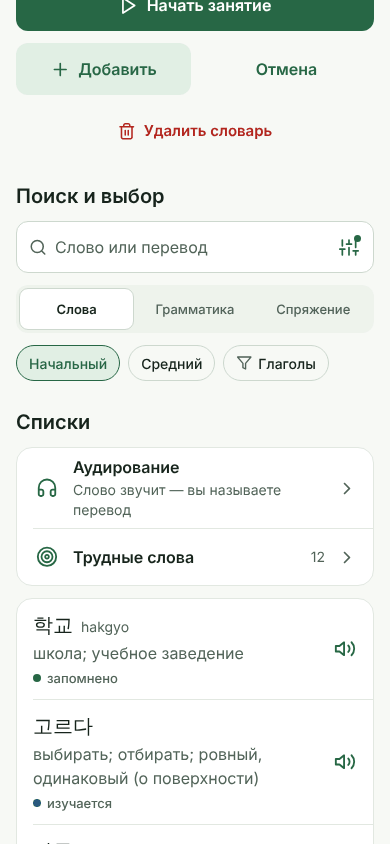 Начать занятие
Добавить
Отмена
Удалить словарь
Поиск и выбор
Слово или перевод
Слова
Грамматика
Спряжение
Начальный
Средний
Глаголы
Списки
Аудирование
Слово звучит — вы называете
перевод
Трудные слова
12
학교 hakgyo
школа; учебное заведение
запомнено
고르다
выбирать; отбирать; ровный,
одинаковый (о поверхности)
изучается